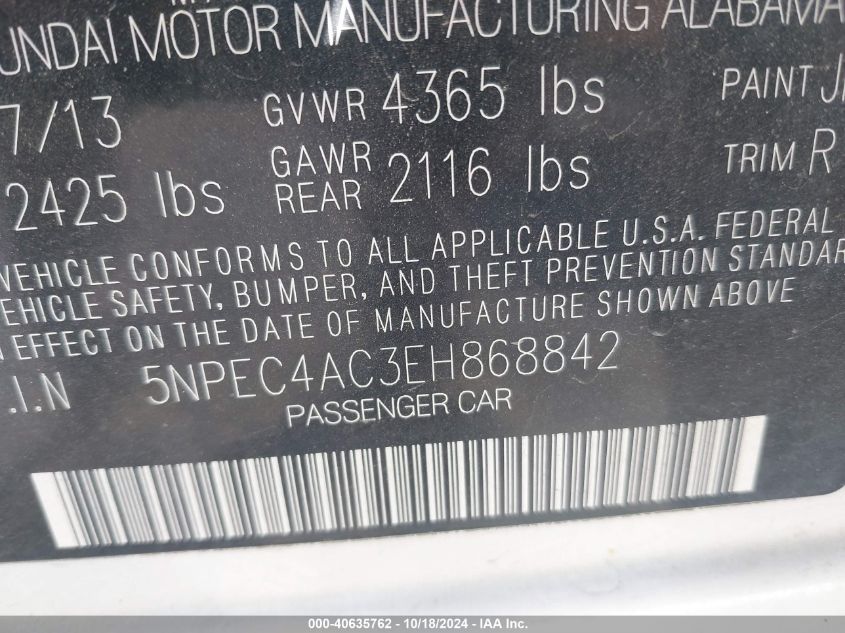 UNDAI MOTOR MANUFACTURING ALABAMA
7/13 GVWR 4365 lbs PAINT J
2425 lbs GAWR REAR 2116 lbs TRIM R
VEHICLE CONFORMS TO ALL APPLICABLE U.S.A. FEDERAL
EHICLE SAFETY, BUMPER, AND THEFT PREVENTION STANDAR
N EFFECT ON THE DATE OF MANUFACTURE SHOWN ABOVE
.I.N 5NPEC4AC3EH868842
PASSENGER CAR
000-40635762 - 10/18/2024 - IAA Inc.